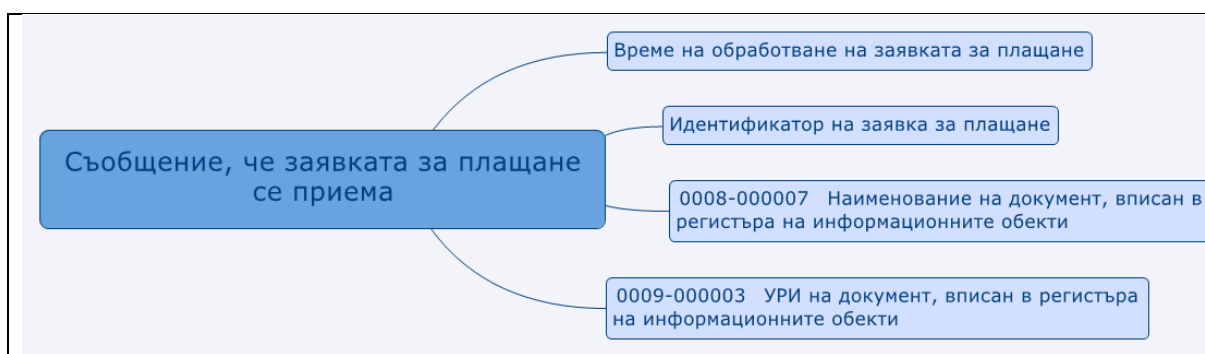 Време на обработване на заявката за плащане
Идентификатор на заявка за плащане
Съобщение, че заявката за плащане
се приема
0008-000007 Наименование на документ, вписан в
регистъра на информационните обекти
0009-000003 УРИ на документ, вписан в регистъра
на информационните обекти